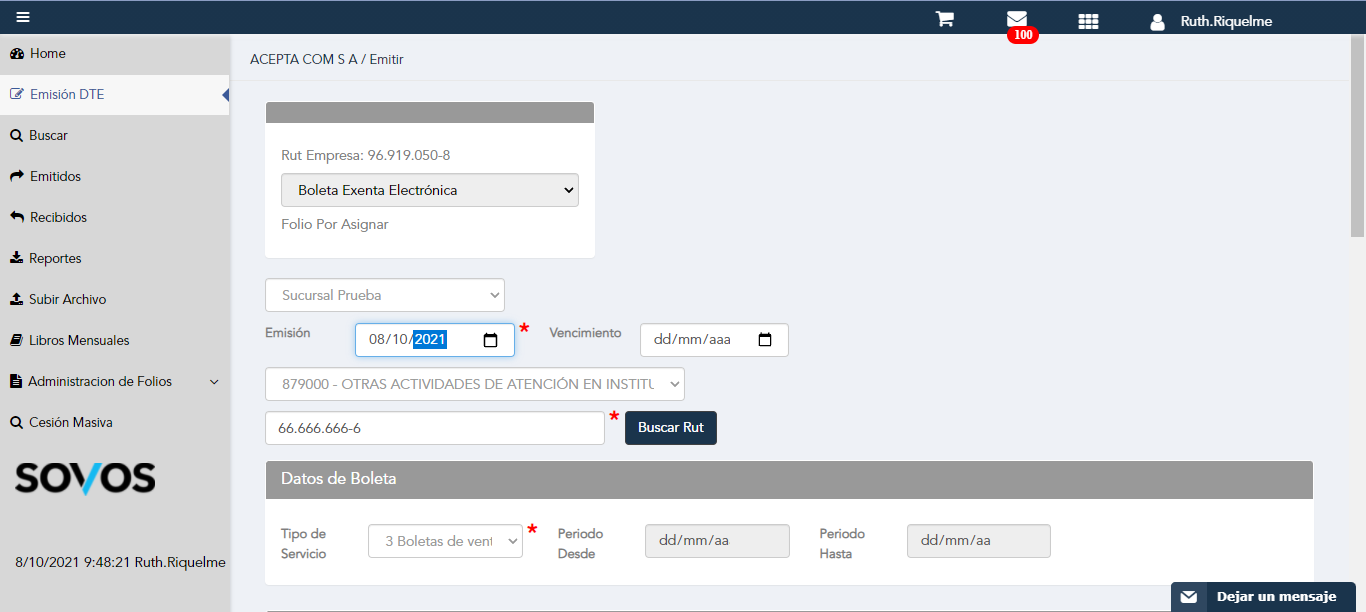 100
Ruth.Riquelme
Home
Emisión DTE
Buscar
Emitidos
Recibidos
Reportes
Subir Archivo
Libros Mensuales
Administracion de Folios
Cesión Masiva
SOVOS
8/10/2021 9:48:21 Ruth.Riquelme
ACEPTA COM S A / Emitir
Rut Empresa: 96.919.050-8
Boleta Exenta Electrónica
Folio Por Asignar
Sucursal Prueba
Emisión 08/10/2021 * Vencimiento dd/mm/aaa
879000 - OTRAS ACTIVIDADES DE ATENCIÓN EN INSTITU
66.666.666-6 * Buscar Rut
Datos de Boleta
Tipo de Servicio 3 Boletas de vent * Periodo Desde dd/mm/aa Periodo Hasta dd/mm/aa
Dejar un mensaje